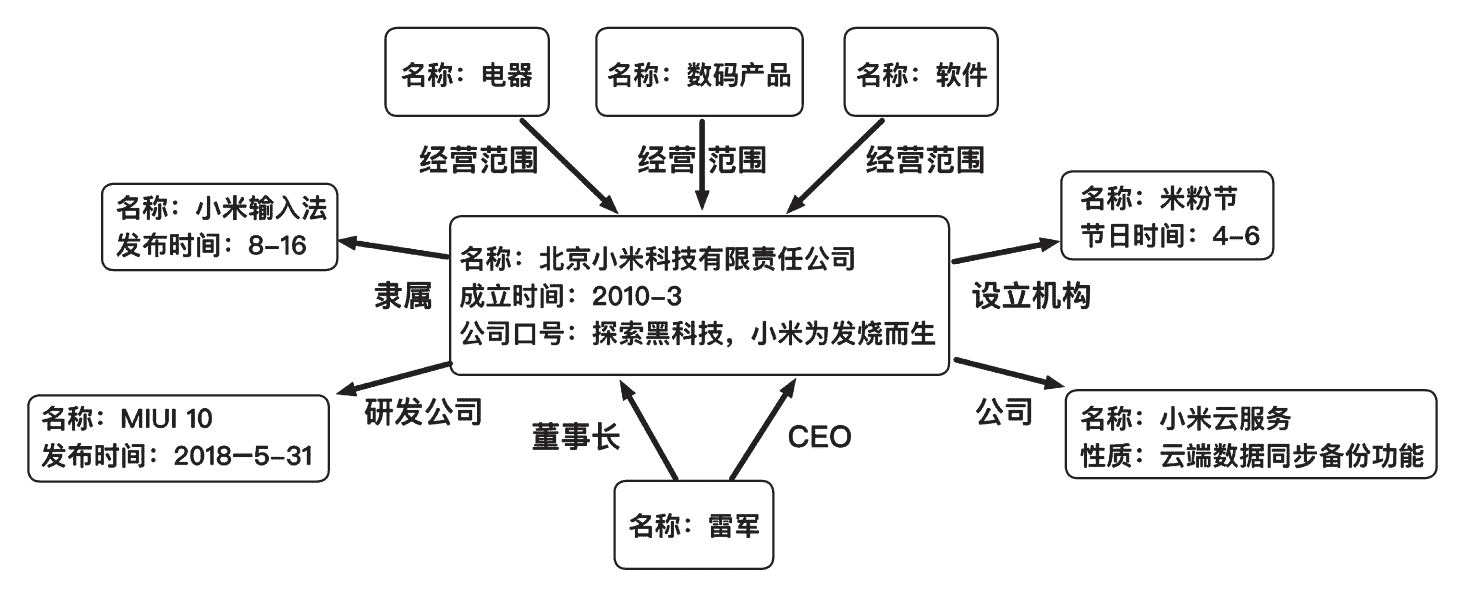 名称：电器
名称：数码产品
名称：软件
经营范围
经营范围
经营范围
名称：小米输入法
发布时间：8-16
名称：米粉节
节日时间：4-6
名称：北京小米科技有限责任公司
成立时间：2010-3
公司口号：探索黑科技，小米为发烧而生
隶属
设立机构
名称：MIUI 10
发布时间：2018-5-31
研发公司
公司
名称：小米云服务
性质：云端数据同步备份功能
董事长
CEO
名称：雷军